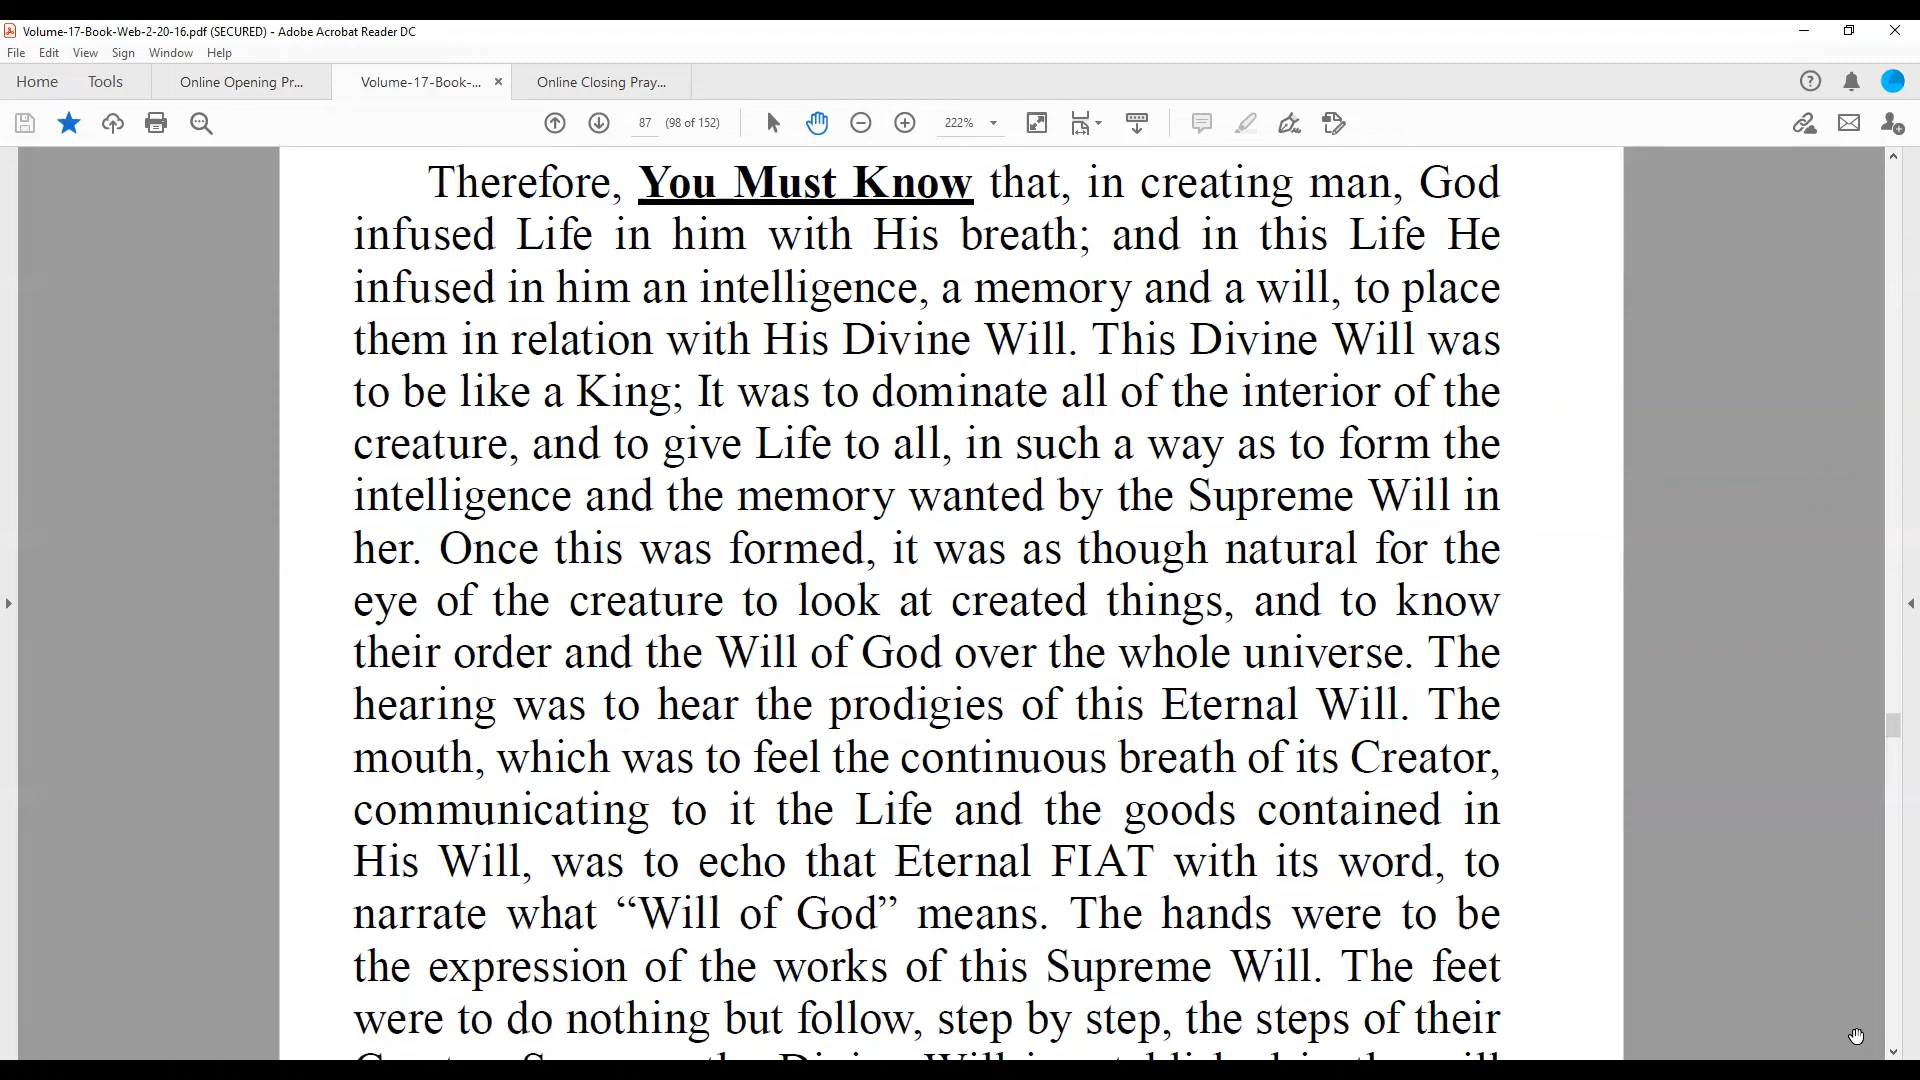 Volume-17-Book-Web-2-20-16.pdf (SECURED) - Adobe Acrobat Reader DC
File Edit View Sign Window Help
Home Tools Online Opening Pr... Volume-17-Book-... × Online Closing Pray...
87 (98 of 152) 222%
Therefore, You Must Know that, in creating man, God
infused Life in him with His breath; and in this Life He
infused in him an intelligence, a memory and a will, to place
them in relation with His Divine Will. This Divine Will was
to be like a King; It was to dominate all of the interior of the
creature, and to give Life to all, in such a way as to form the
intelligence and the memory wanted by the Supreme Will in
her. Once this was formed, it was as though natural for the
eye of the creature to look at created things, and to know
their order and the Will of God over the whole universe. The
hearing was to hear the prodigies of this Eternal Will. The
mouth, which was to feel the continuous breath of its Creator,
communicating to it the Life and the goods contained in
His Will, was to echo that Eternal FIAT with its word, to
narrate what “Will of God” means. The hands were to be
the expression of the works of this Supreme Will. The feet
were to do nothing but follow, step by step, the steps of their